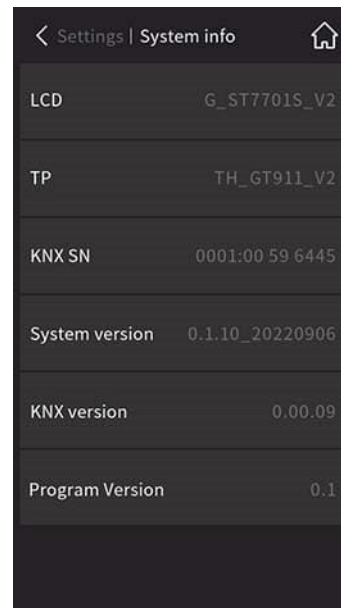 Settings | System info
LCD G_ST7701S_V2
TP TH_GT911_V2
KNX SN 0001:00 59 6445
System version 0.1.10_20220906
KNX version 0.00.09
Program Version 0.1